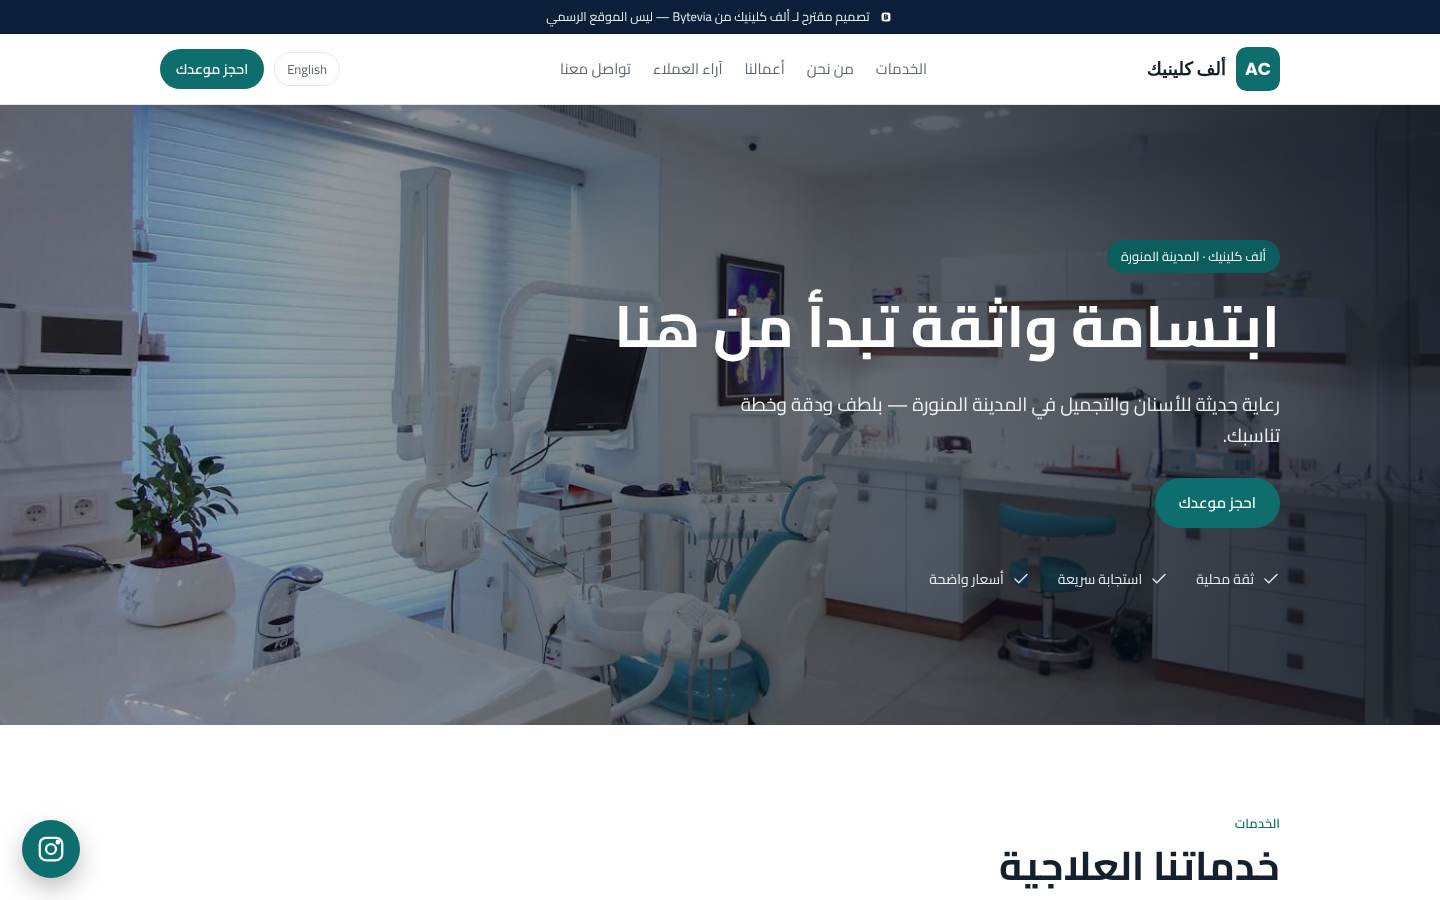 تصميم مقترح لـ ألف كلينيك من Bytevia — ليس الموقع الرسمي
AC
ألف كلينيك
الخدمات
من نحن
أعمالنا
آراء العملاء
تواصل معنا
English
احجز موعدك
ألف كلينيك · المدينة المنورة
ابتسامة واثقة تبدأ من هنا
رعاية حديثة للأسنان والتجميل في المدينة المنورة — بلطف ودقة وخطة
تناسبك.
احجز موعدك
ثقة محلية
استجابة سريعة
أسعار واضحة
الخدمات
خدماتنا العلاجية